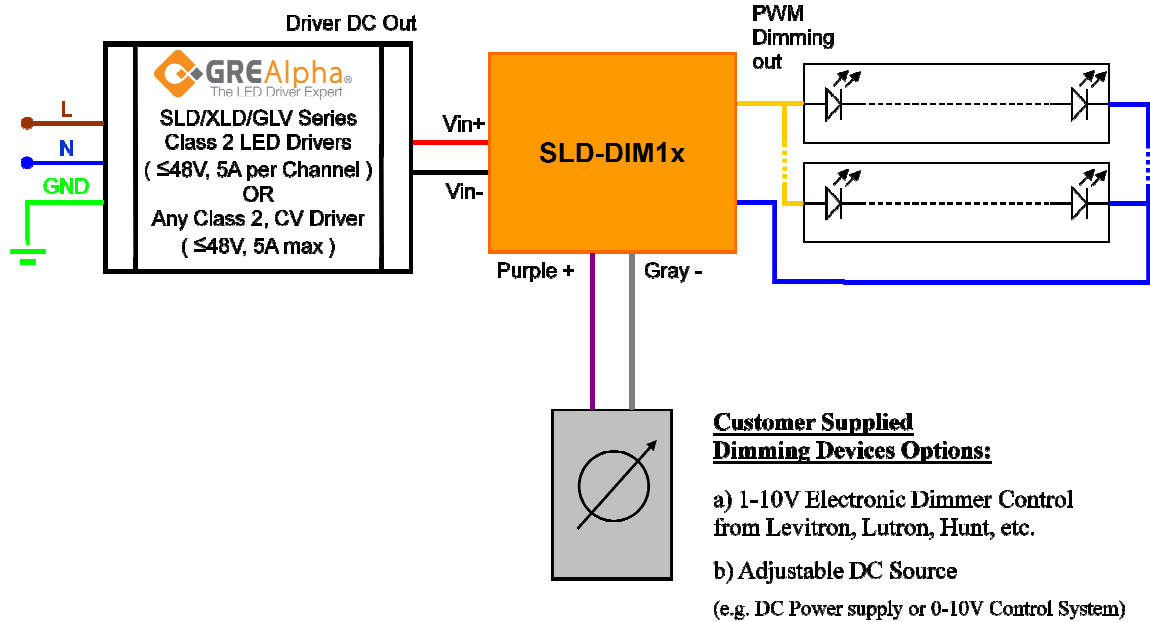 Driver DC Out
PWM
Dimming
out
GREAlpha®
The LED Driver Expert
L
SLD/XLD/GLV Series
Class 2 LED Drivers
( ≤48V, 5A per Channel )
OR
Any Class 2, CV Driver
( ≤48V, 5A max )
N
GND
Vin+
Vin-
SLD-DIM1x
Purple +
Gray -
Customer Supplied
Dimming Devices Options:
a) 1-10V Electronic Dimmer Control
from Levitron, Lutron, Hunt, etc.
b) Adjustable DC Source
(e.g. DC Power supply or 0-10V Control System)